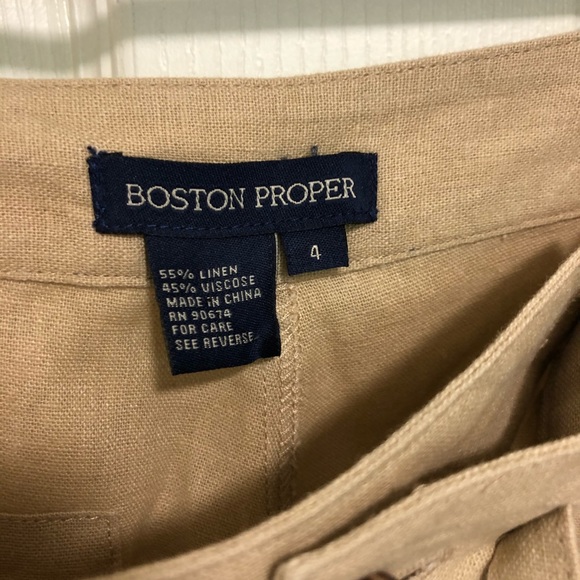 BOSTON PROPER
4
55% LINEN
45% VISCOSE
MADE IN CHINA
RN 90674
FOR CARE
SEE REVERSE